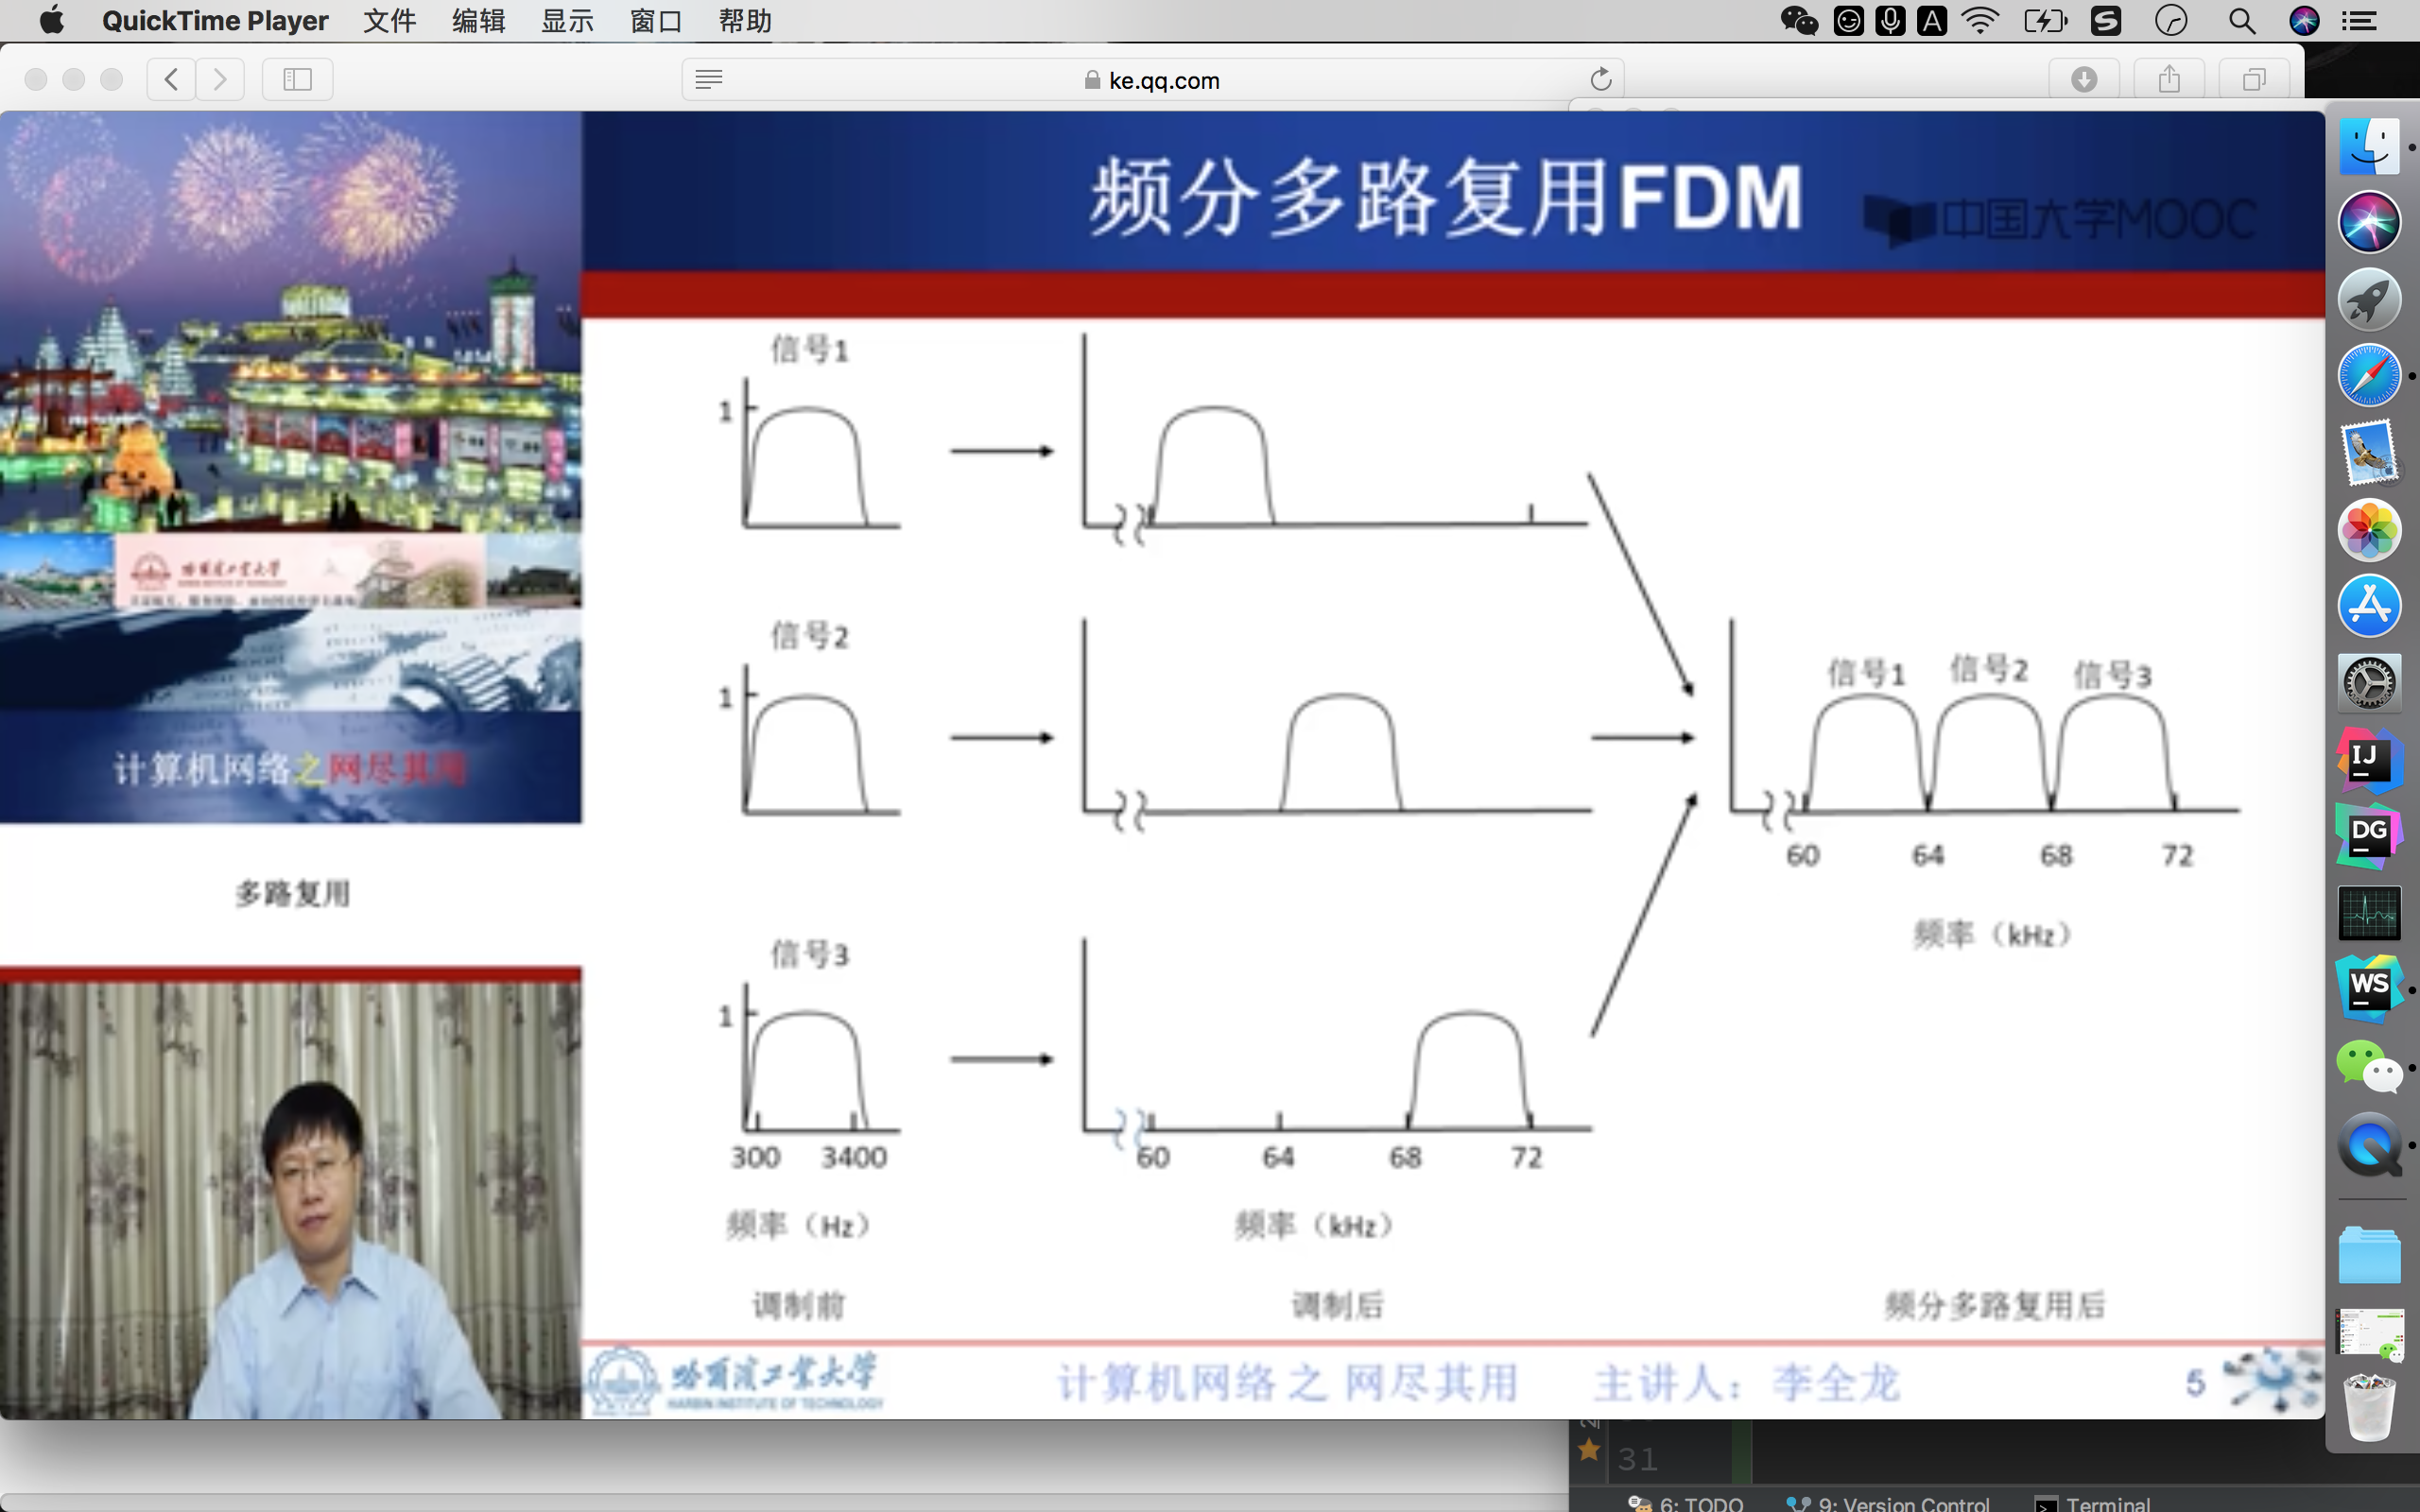 QuickTime Player 文件 编辑 显示 窗口 帮助
ke.qq.com
频分多路复用FDM
中国大学MOOC
信号1
1
信号2
1
信号1 信号2 信号3
60 64 68 72
频率（kHz）
信号3
1
300 3400
60 64 68 72
频率（Hz）
频率（kHz）
调制前
调制后
频分多路复用后
哈尔滨工业大学
HARBIN INSTITUTE OF TECHNOLOGY
计算机网络之网尽其用
多路复用
哈尔滨工业大学
HARBIN INSTITUTE OF TECHNOLOGY
计算机网络 之 网尽其用 主讲人：李全龙
5
IJ
DG
WS
31
6: TODO 9: Version Control Terminal